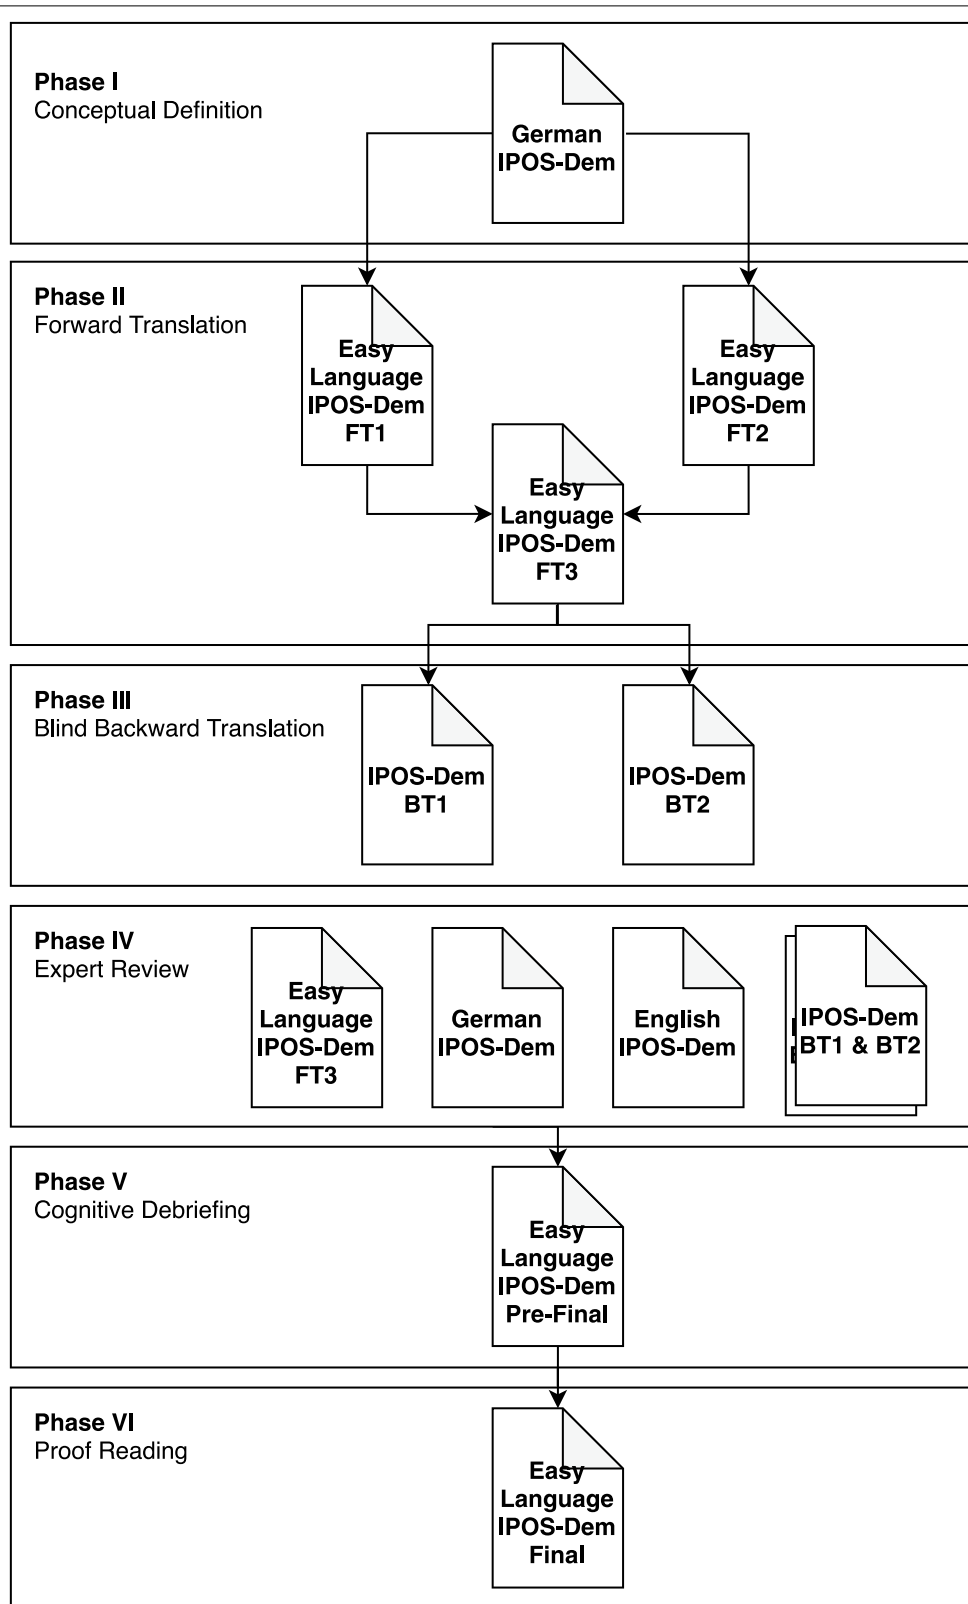 Phase I
Conceptual Definition
German
IPOS-Dem
Phase II
Forward Translation
Easy
Language
IPOS-Dem
FT1
Easy
Language
IPOS-Dem
FT2
Easy
Language
IPOS-Dem
FT3
Phase III
Blind Backward Translation
IPOS-Dem
BT1
IPOS-Dem
BT2
Phase IV
Expert Review
Easy
Language
IPOS-Dem
FT3
German
IPOS-Dem
English
IPOS-Dem
IPOS-Dem
BT1 & BT2
Phase V
Cognitive Debriefing
Easy
Language
IPOS-Dem
Pre-Final
Phase VI
Proof Reading
Easy
Language
IPOS-Dem
Final